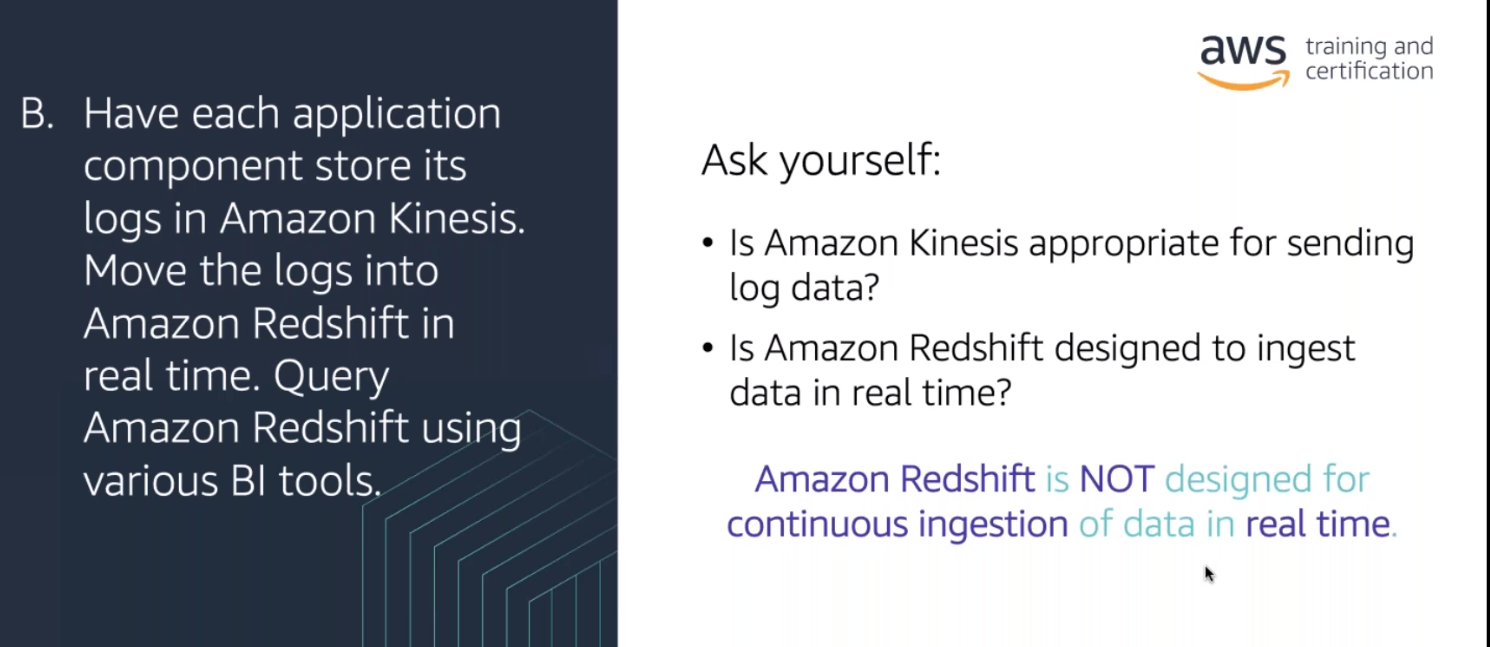 B. Have each application
component store its
logs in Amazon Kinesis.
Move the logs into
Amazon Redshift in
real time. Query
Amazon Redshift using
various BI tools.
aws training and
certification
Ask yourself:
• Is Amazon Kinesis appropriate for sending
log data?
• Is Amazon Redshift designed to ingest
data in real time?
Amazon Redshift is NOT designed for
continuous ingestion of data in real time.